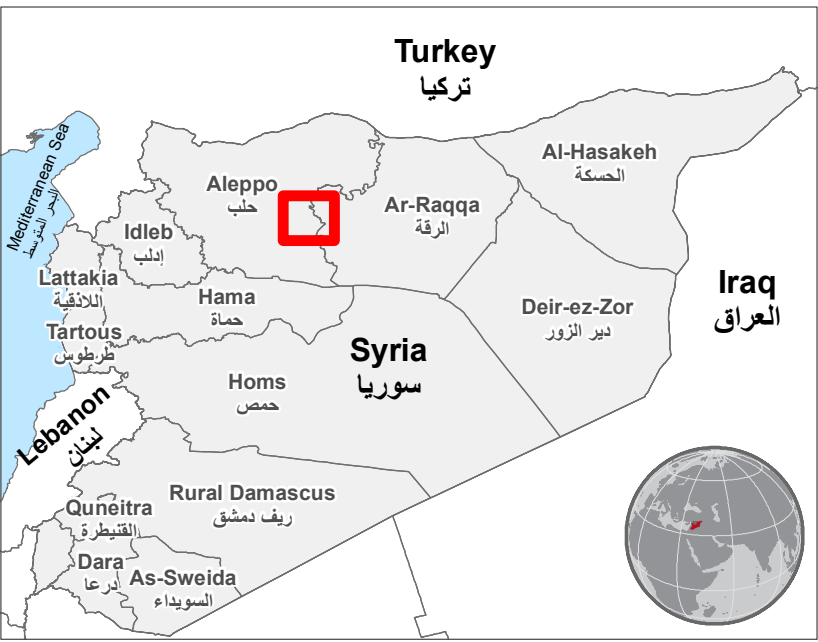 Turkey
تركيا
Mediterranean Sea
البحر المتوسط
Al-Hasakeh
الحسكة
Aleppo
حلب
Ar-Raqqa
الرقة
Idleb
إدلب
Lattakia
اللاذقية
Hama
حماة
Iraq
العراق
Deir-ez-Zor
دير الزور
Tartous
طرطوس
Syria
سوريا
Homs
حمص
Lebanon
لبنان
Rural Damascus
ريف دمشق
Quneitra
القنيطرة
Dara
درعا
As-Sweida
السويداء